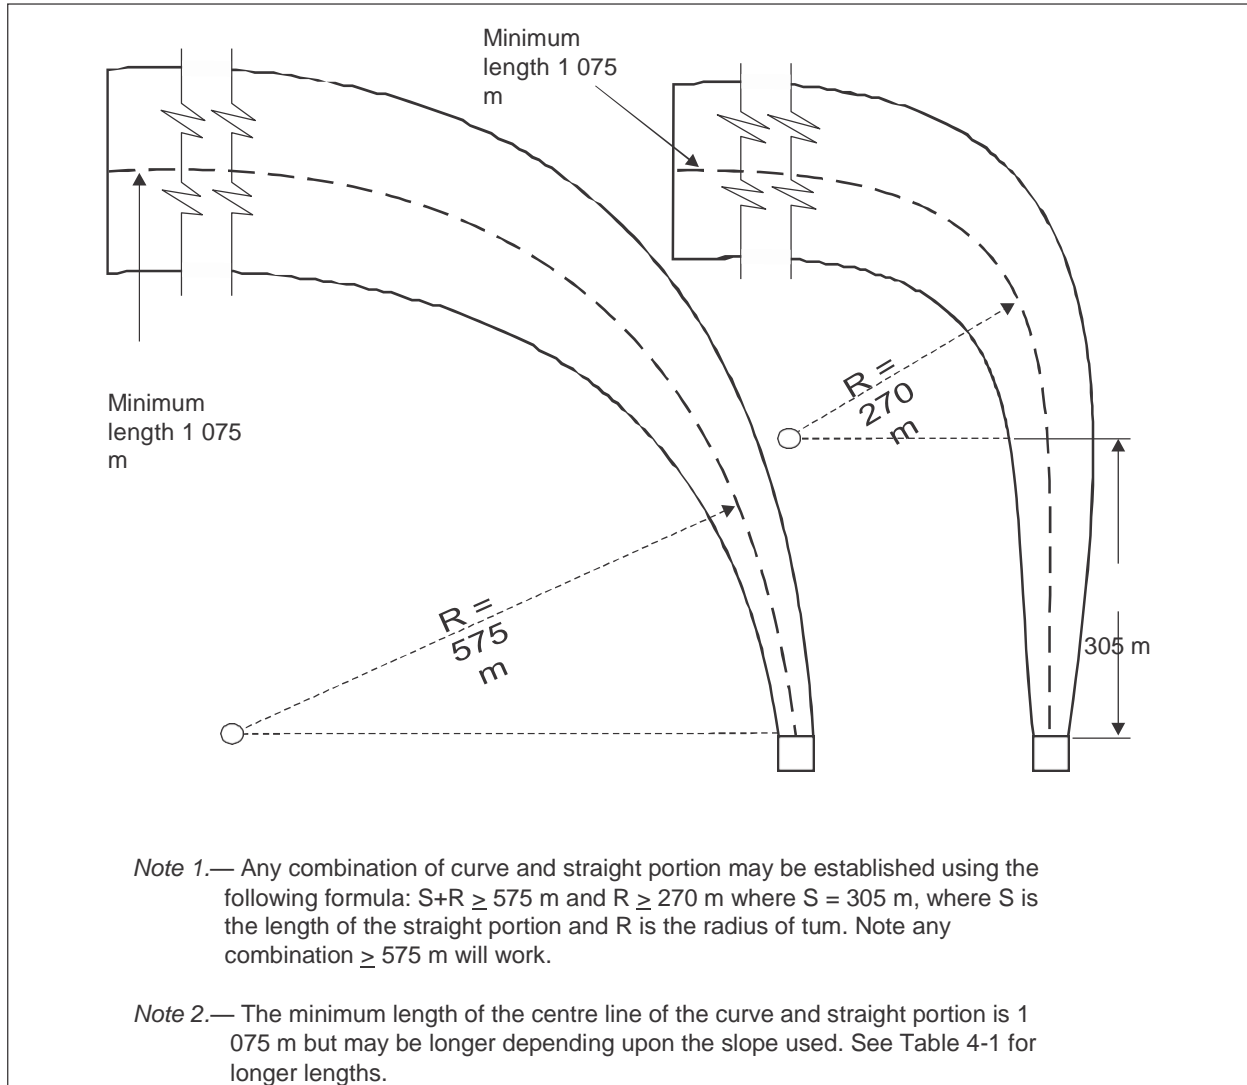 Minimum
length 1 075
m
Minimum
length 1 075
m
R =
270
m
305 m
R =
575
m
Note 1.— Any combination of curve and straight portion may be established using the
following formula: S+R ≥ 575 m and R ≥ 270 m where S = 305 m, where S is
the length of the straight portion and R is the radius of tum. Note any
combination ≥ 575 m will work.
Note 2.— The minimum length of the centre line of the curve and straight portion is 1
075 m but may be longer depending upon the slope used. See Table 4-1 for
longer lengths.